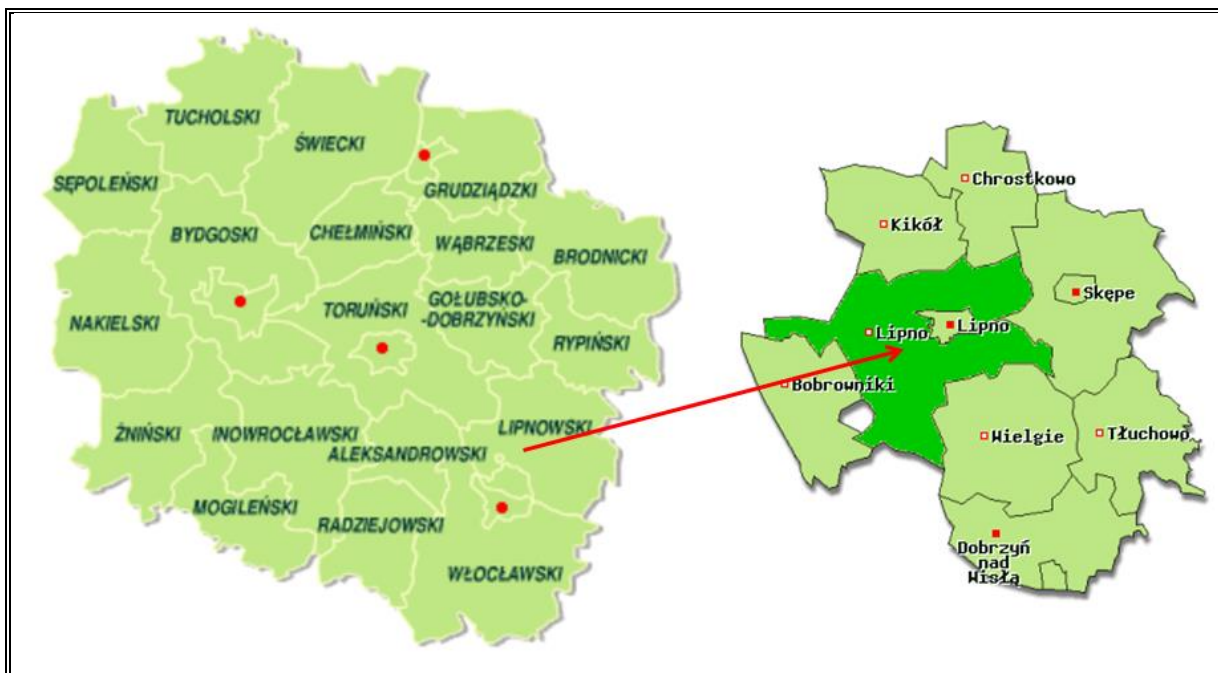 TUCHOLSKI
ŚWIECKI
SĘPOLEŃSKI
GRUDZIĄDZKI
BYDGOSKI
CHEŁMIŃSKI
WĄBRZESKI
BRODNICKI
NAKIELSKI
TORUŃSKI
GOŁUBSKO-
-DOBRZYŃSKI
RYPIŃSKI
ŻNIŃSKI
INOWROCŁAWSKI
ALEKSANDROWSKI
LIPNOWSKI
MOGILEŃSKI
RADZIEJOWSKI
WŁOCŁAWSKI
Chrostkowo
Kikół
Skępe
Lipno
Lipno
Bobrowniki
Wielgie
Tłuchowo
Dobrzyń
nad
Wisłą